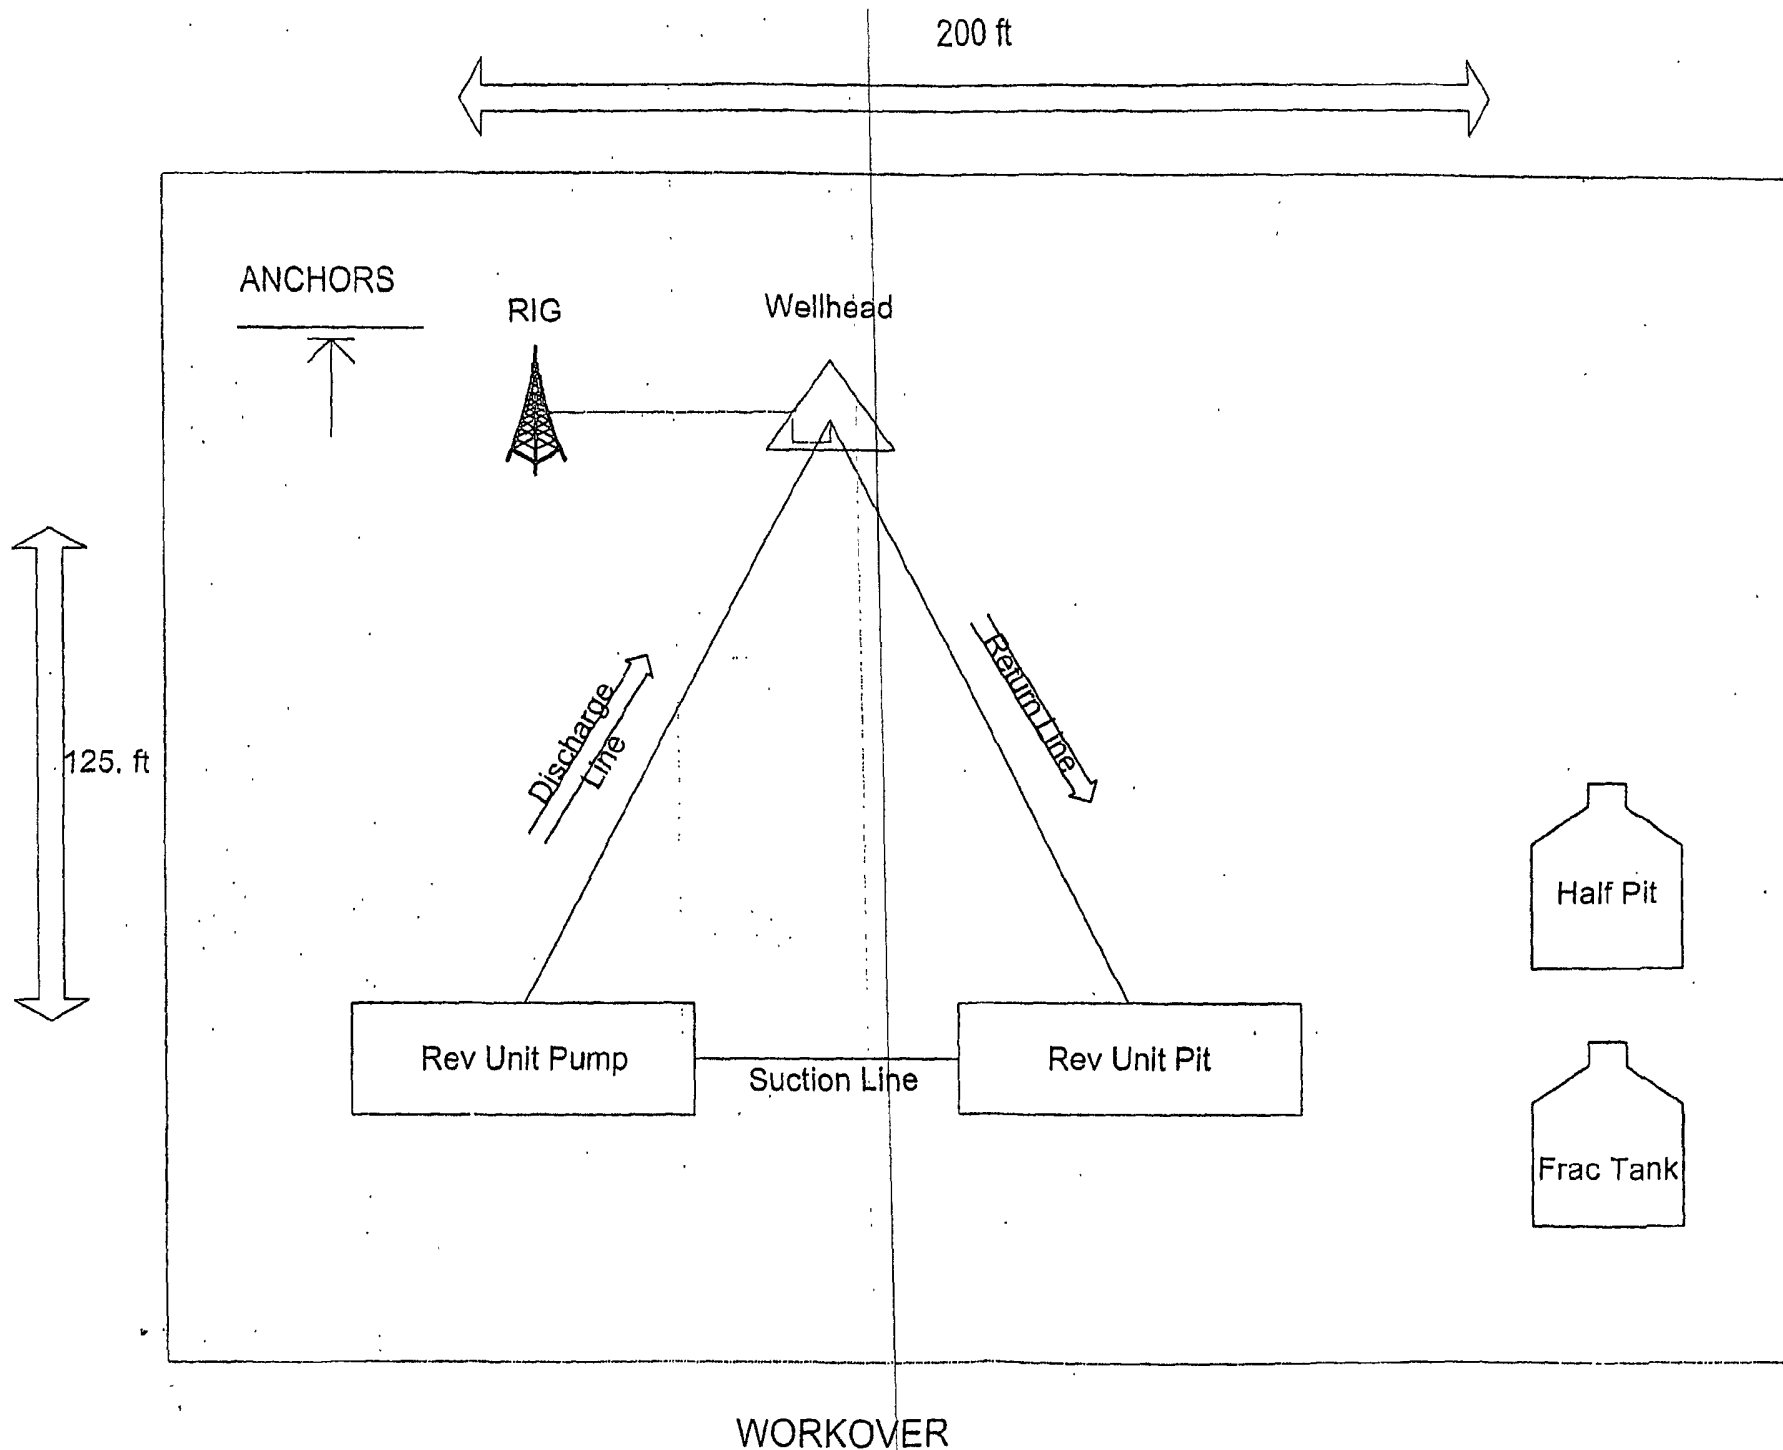 200 ft
ANCHORS
RIG
Wellhead
125. ft
Discharge
Line
Return Line
Half Pit
Rev Unit Pump
Suction Line
Rev Unit Pit
Frac Tank
WORKOVER